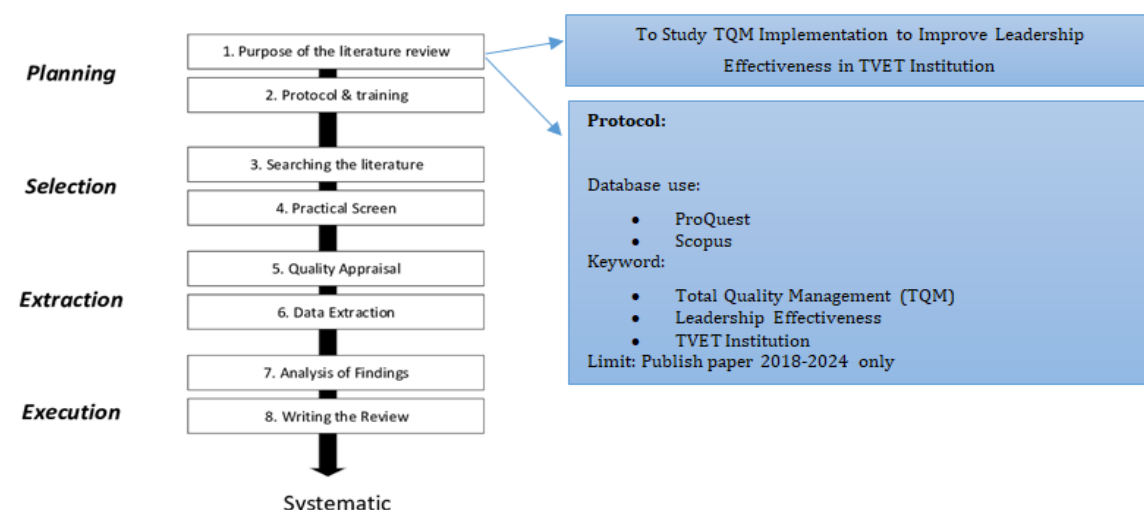 Planning
1. Purpose of the literature review
2. Protocol & training
Selection
3. Searching the literature
4. Practical Screen
Extraction
5. Quality Appraisal
6. Data Extraction
Execution
7. Analysis of Findings
8. Writing the Review
Systematic
To Study TQM Implementation to Improve Leadership
Effectiveness in TVET Institution
Protocol:
Database use:
• ProQuest
• Scopus
Keyword:
• Total Quality Management (TQM)
• Leadership Effectiveness
• TVET Institution
Limit: Publish paper 2018-2024 only